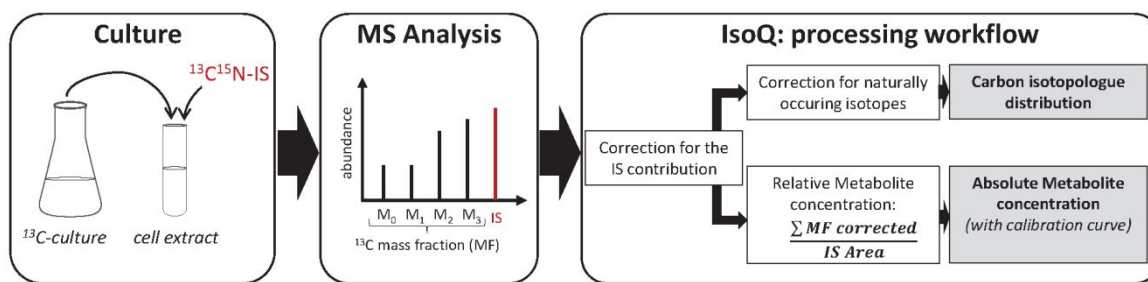 Culture
¹³C¹⁵N-IS
¹³C-culture
cell extract
MS Analysis
abundance
M₀ M₁ M₂ M₃ IS
¹³C mass fraction (MF)
IsoQ: processing workflow
Correction for the
IS contribution
Correction for naturally
occuring isotopes
Carbon isotopologue
distribution
Relative Metabolite
concentration:
∑ MF corrected
IS Area
Absolute Metabolite
concentration
(with calibration curve)